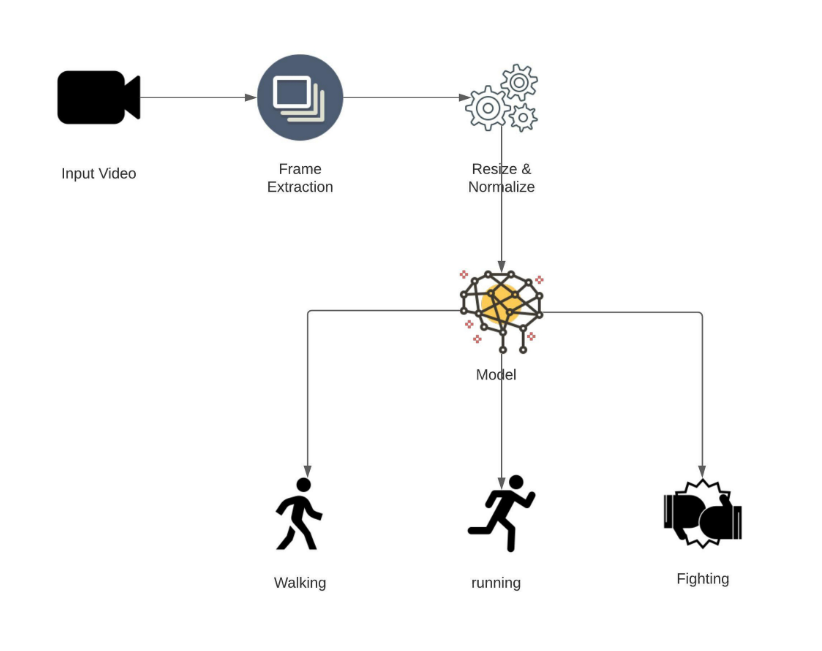 Input Video
Frame
Extraction
Resize &
Normalize
Model
Walking
running
Fighting